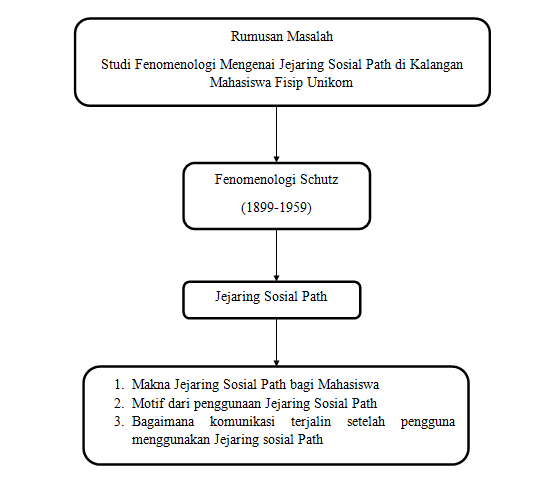 Rumusan Masalah
Studi Fenomenologi Mengenai Jejaring Sosial Path di Kalangan
Mahasiswa Fisip Unikom
Fenomenologi Schutz
(1899-1959)
Jejaring Sosial Path
1. Makna Jejaring Sosial Path bagi Mahasiswa
2. Motif dari penggunaan Jejaring Sosial Path
3. Bagaimana komunikasi terjalin setelah pengguna
menggunakan Jejaring sosial Path